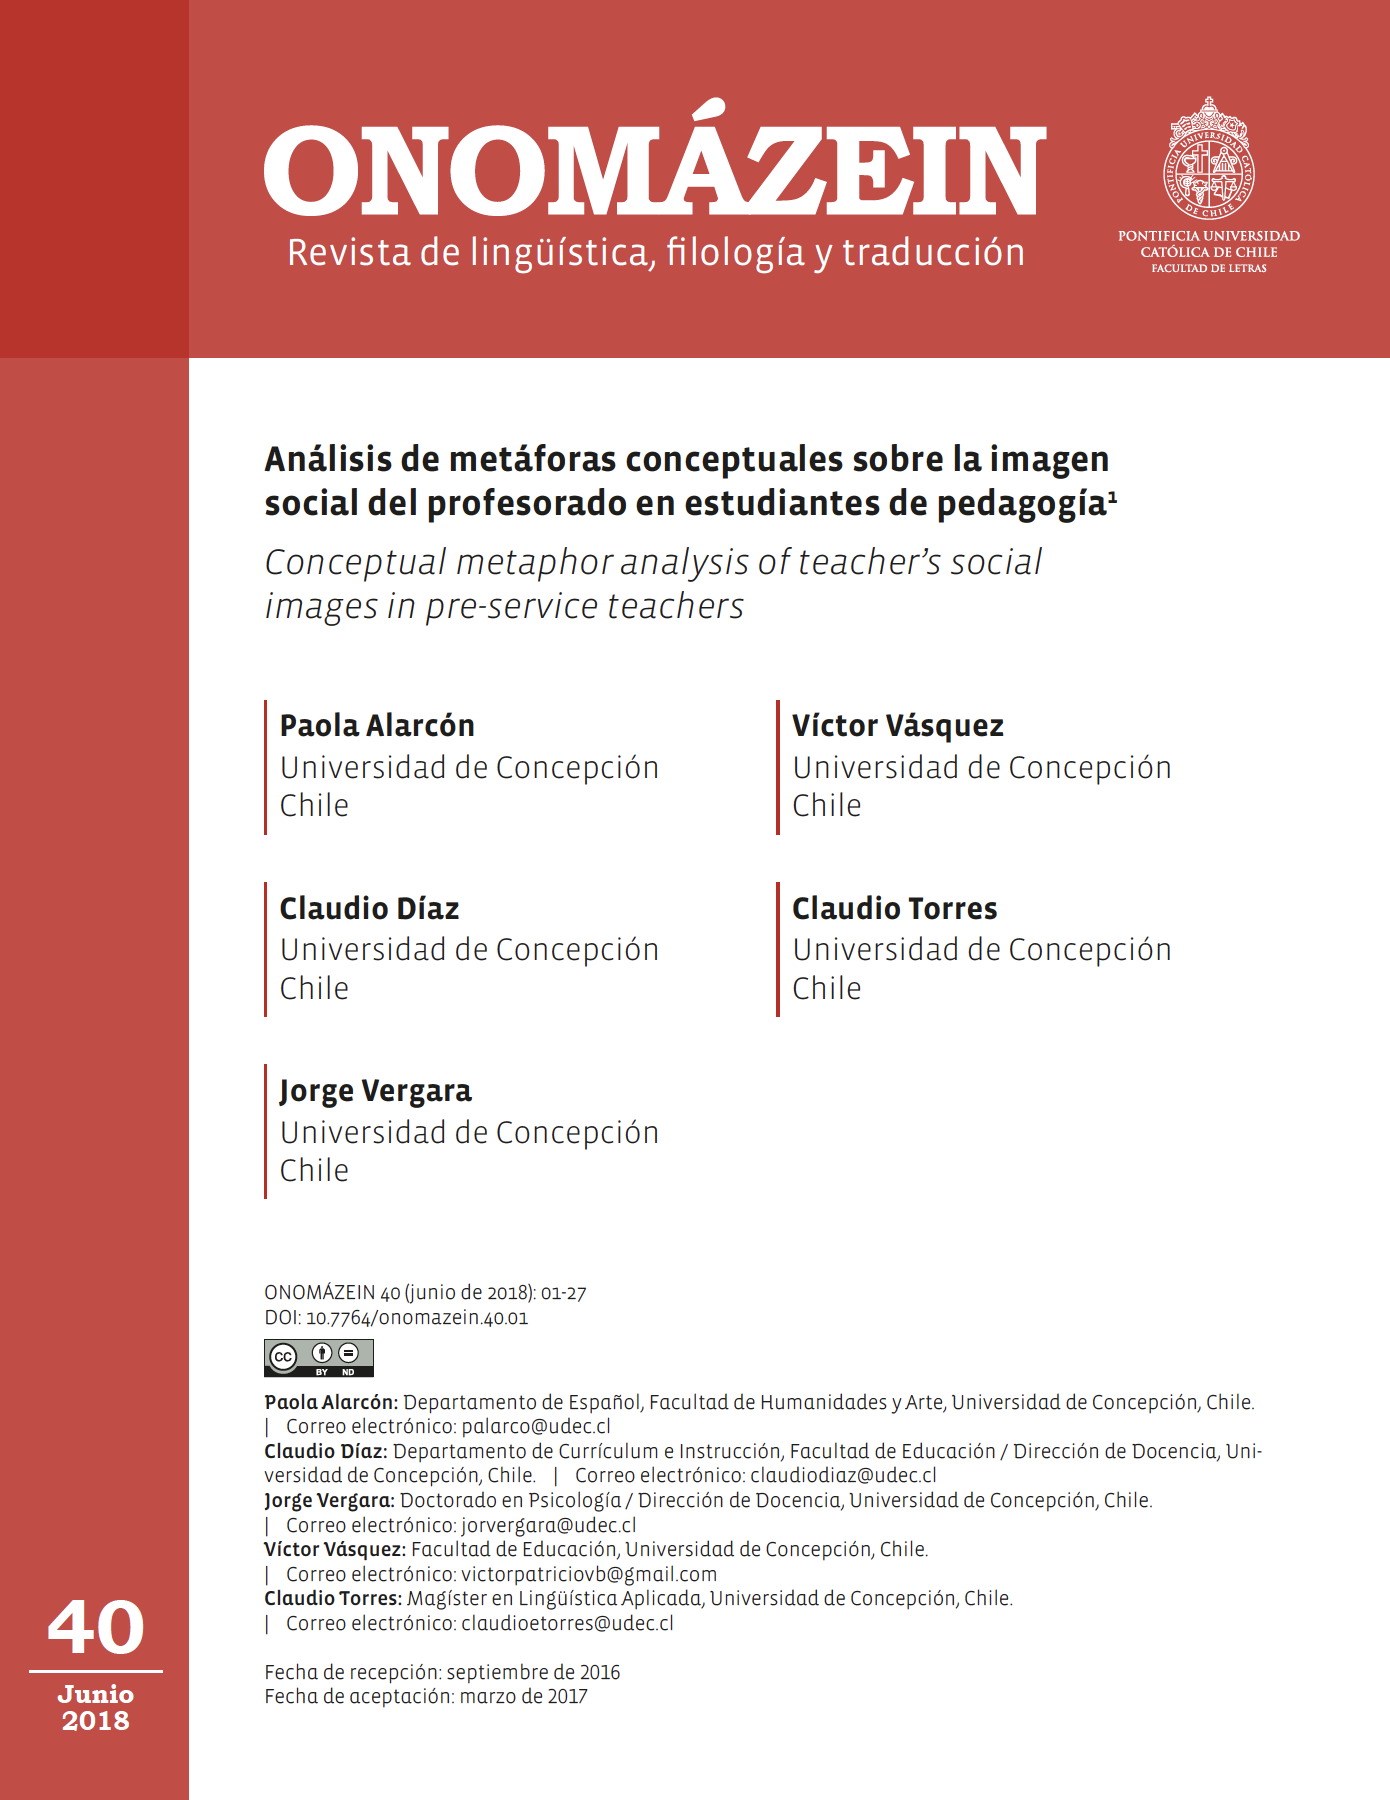 ONOMÁZEIN
Revista de lingüística, filología y traducción
PONTIFICIA UNIVERSIDAD CATÓLICA DE CHILE
PONTIFICIA UNIVERSIDAD
CATÓLICA DE CHILE
FACULTAD DE LETRAS
Análisis de metáforas conceptuales sobre la imagen
social del profesorado en estudiantes de pedagogía¹
Conceptual metaphor analysis of teacher’s social
images in pre-service teachers
Paola Alarcón
Universidad de Concepción
Chile
Víctor Vásquez
Universidad de Concepción
Chile
Claudio Díaz
Universidad de Concepción
Chile
Claudio Torres
Universidad de Concepción
Chile
Jorge Vergara
Universidad de Concepción
Chile
ONOMÁZEIN 40 (junio de 2018): 01-27
DOI: 10.7764/onomazein.40.01
CC BY ND
Paola Alarcón: Departamento de Español, Facultad de Humanidades y Arte, Universidad de Concepción, Chile.
| Correo electrónico: palarco@udec.cl
Claudio Díaz: Departamento de Currículum e Instrucción, Facultad de Educación / Dirección de Docencia, Uni-
versidad de Concepción, Chile. | Correo electrónico: claudiodiaz@udec.cl
Jorge Vergara: Doctorado en Psicología / Dirección de Docencia, Universidad de Concepción, Chile.
| Correo electrónico: jorvergara@udec.cl
Víctor Vásquez: Facultad de Educación, Universidad de Concepción, Chile.
| Correo electrónico: victorpatriciovb@gmail.com
Claudio Torres: Magíster en Lingüística Aplicada, Universidad de Concepción, Chile.
| Correo electrónico: claudioetorres@udec.cl
Fecha de recepción: septiembre de 2016
Fecha de aceptación: marzo de 2017
40
Junio
2018